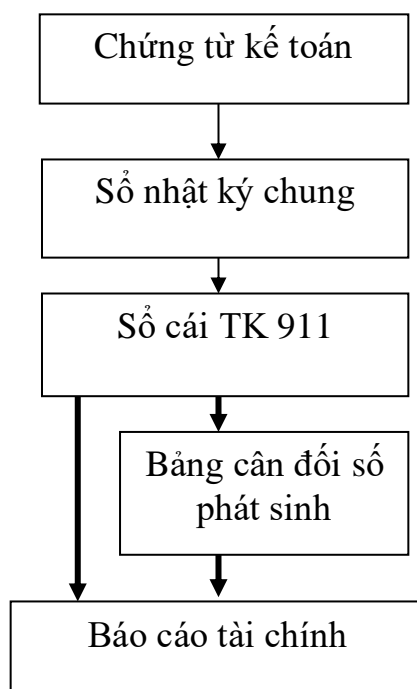 Chứng từ kế toán
Sổ nhật ký chung
Sổ cái TK 911
Bảng cân đối số
phát sinh
Báo cáo tài chính